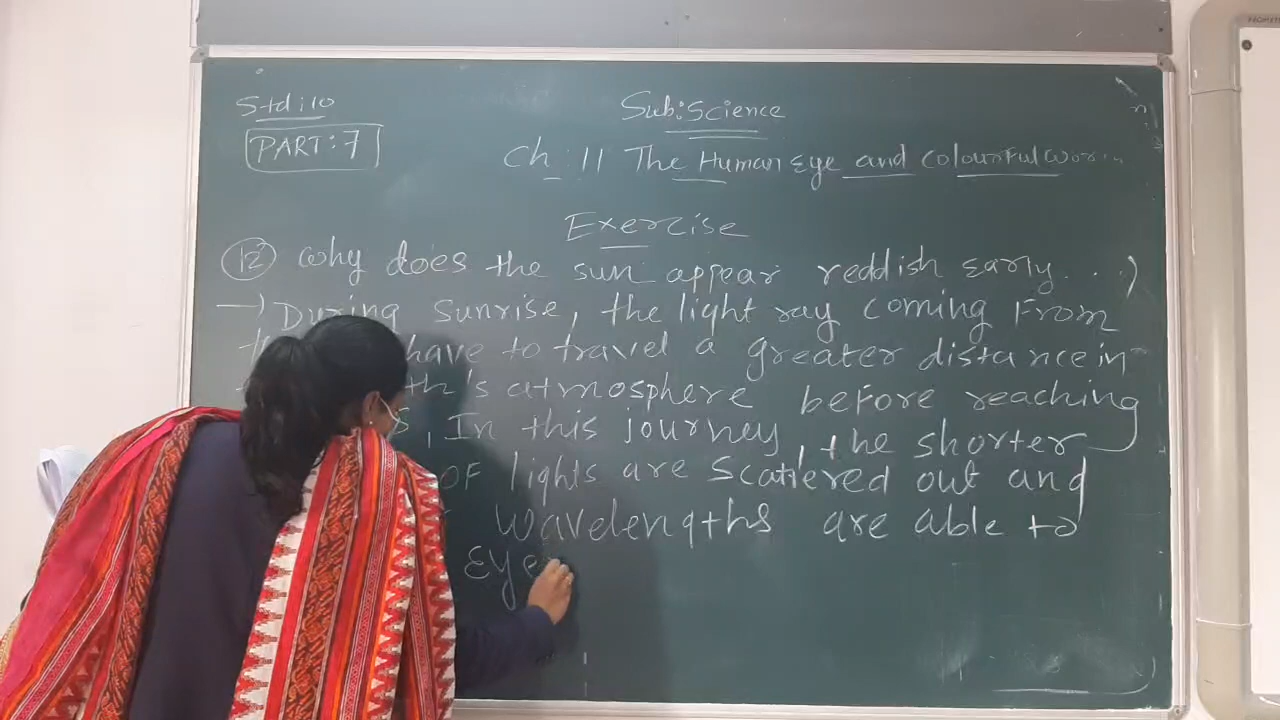 Std:10
Sub:Science
PART:7
Ch:11 The Human Eye and Colourful
Exercise
(12) Why does the sun appear reddish early...?
→ During sunrise, the light ray coming From
have to travel a greater distance in
atmosphere before reaching
, In this journey, the shorter
OF lights are scattered out and
wavelengths are able to
Eye